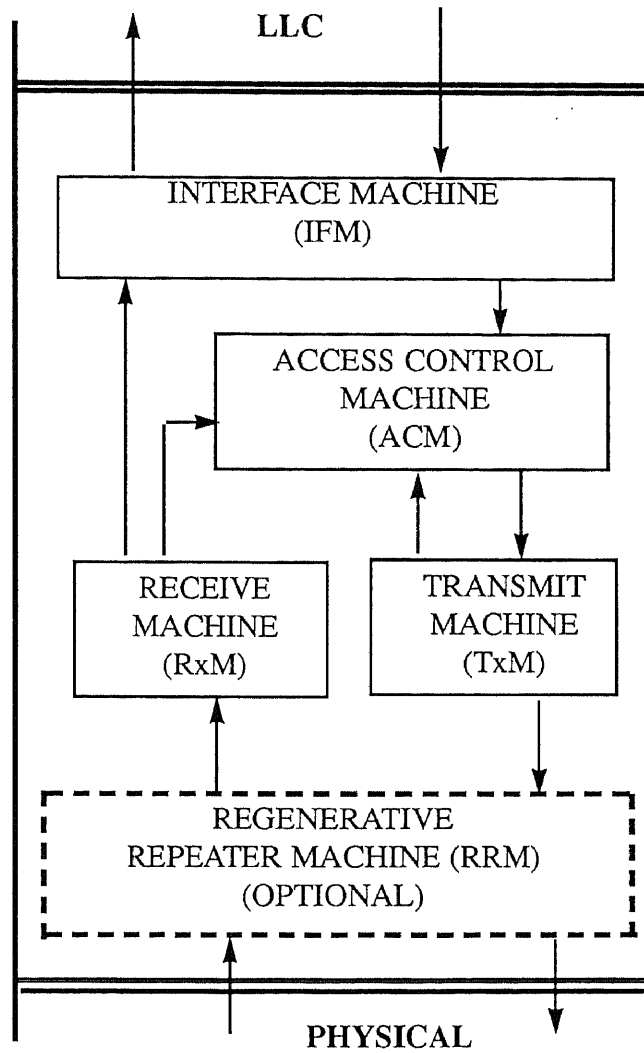 LLC
INTERFACE MACHINE
(IFM)
ACCESS CONTROL
MACHINE
(ACM)
RECEIVE
MACHINE
(RxM)
TRANSMIT
MACHINE
(TxM)
REGENERATIVE
REPEATER MACHINE (RRM)
(OPTIONAL)
PHYSICAL